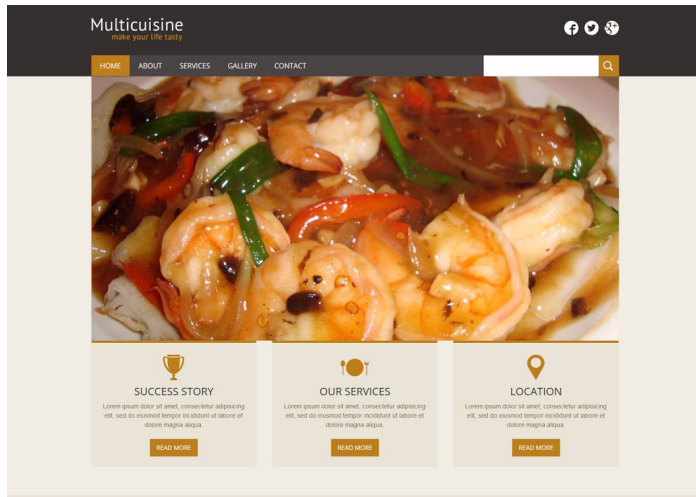 Multicuisine
make your life tasty
HOME ABOUT SERVICES GALLERY CONTACT
SUCCESS STORY
Lorem ipsum dolor sit amet, consectetur adipisicing
elit, sed do eiusmod tempor incididunt ut labore et
dolore magna aliqua.
READ MORE
OUR SERVICES
Lorem ipsum dolor sit amet, consectetur adipisicing
elit, sed do eiusmod tempor incididunt ut labore et
dolore magna aliqua.
READ MORE
LOCATION
Lorem ipsum dolor sit amet, consectetur adipisicing
elit, sed do eiusmod tempor incididunt ut labore et
dolore magna aliqua.
READ MORE